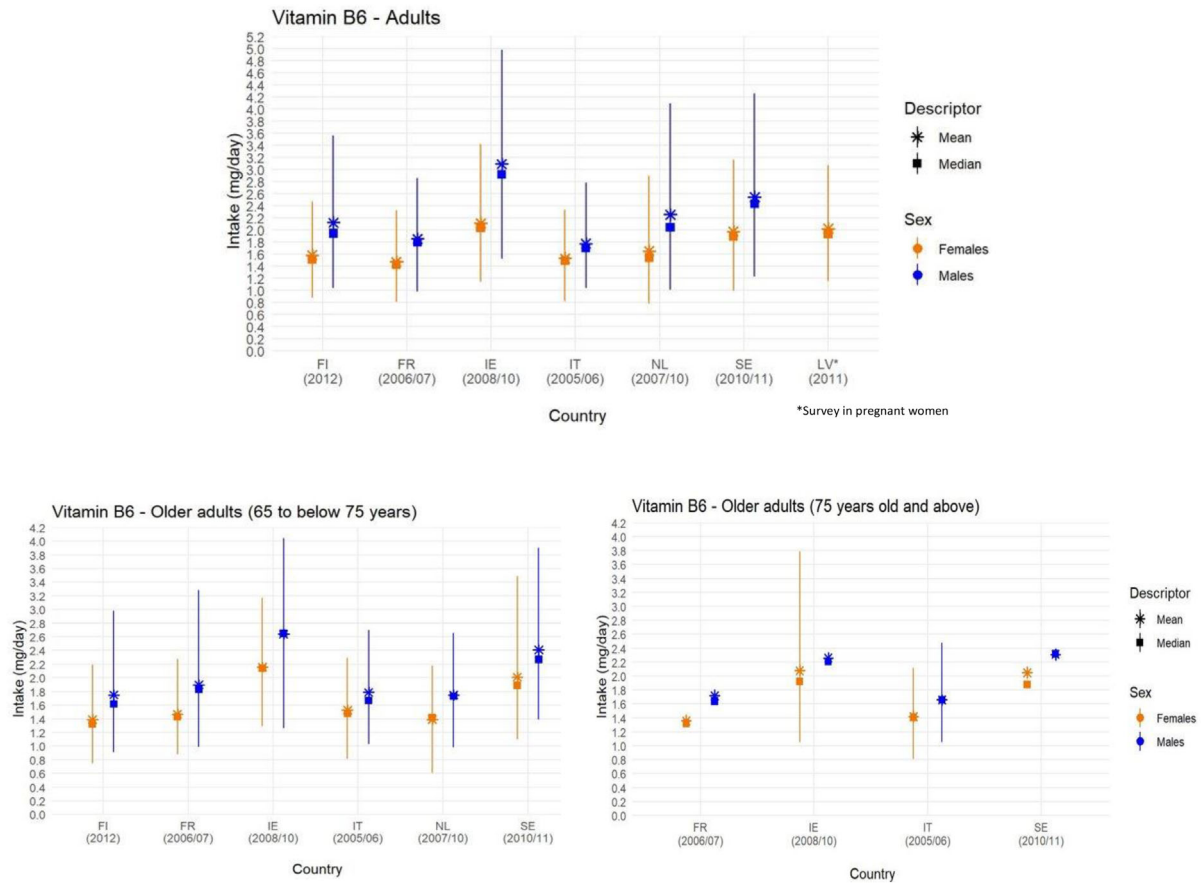 Vitamin B6 - Adults
5.2
5.0
4.8
4.6
4.4
4.2
4.0
3.8
3.6
3.4
3.2
3.0
2.8
2.6
2.4
2.2
2.0
1.8
1.6
1.4
1.2
1.0
0.8
0.6
0.4
0.2
0.0
Intake (mg/day)
FI FR IE IT NL SE LV*
(2012) (2006/07) (2008/10) (2005/06) (2007/10) (2010/11) (2011)
Country
*Survey in pregnant women
Descriptor
Mean
Median
Sex
Females
Males
Vitamin B6 - Older adults (65 to below 75 years)
4.2
4.0
3.8
3.6
3.4
3.2
3.0
2.8
2.6
2.4
2.2
2.0
1.8
1.6
1.4
1.2
1.0
0.8
0.6
0.4
0.2
0.0
Intake (mg/day)
FI FR IE IT NL SE
(2012) (2006/07) (2008/10) (2005/06) (2007/10) (2010/11)
Country
Vitamin B6 - Older adults (75 years old and above)
4.2
4.0
3.8
3.6
3.4
3.2
3.0
2.8
2.6
2.4
2.2
2.0
1.8
1.6
1.4
1.2
1.0
0.8
0.6
0.4
0.2
0.0
Intake (mg/day)
FR IE IT SE
(2006/07) (2008/10) (2005/06) (2010/11)
Country
Descriptor
Mean
Median
Sex
Females
Males